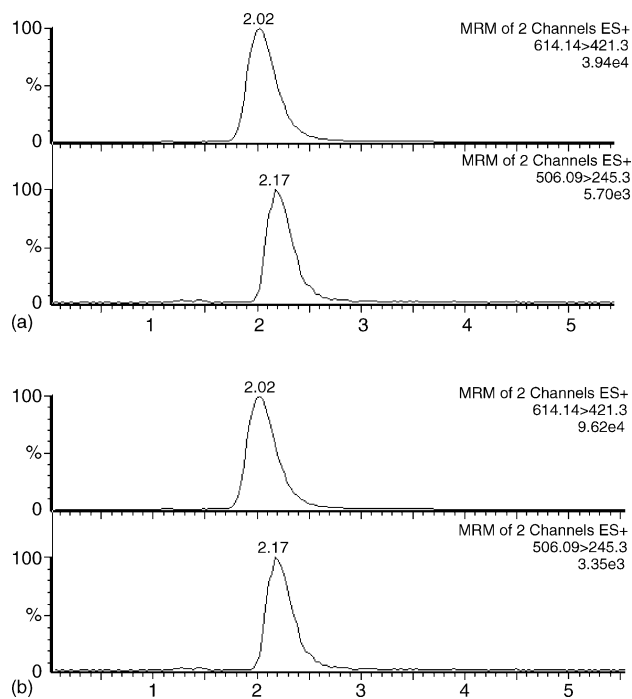 2.02
100
%
0
MRM of 2 Channels ES+
614.14>421.3
3.94e4
2.17
100
%
0
MRM of 2 Channels ES+
506.09>245.3
5.70e3
(a)
1 2 3 4 5
2.02
100
%
0
MRM of 2 Channels ES+
614.14>421.3
9.62e4
2.17
100
%
0
MRM of 2 Channels ES+
506.09>245.3
3.35e3
(b)
1 2 3 4 5